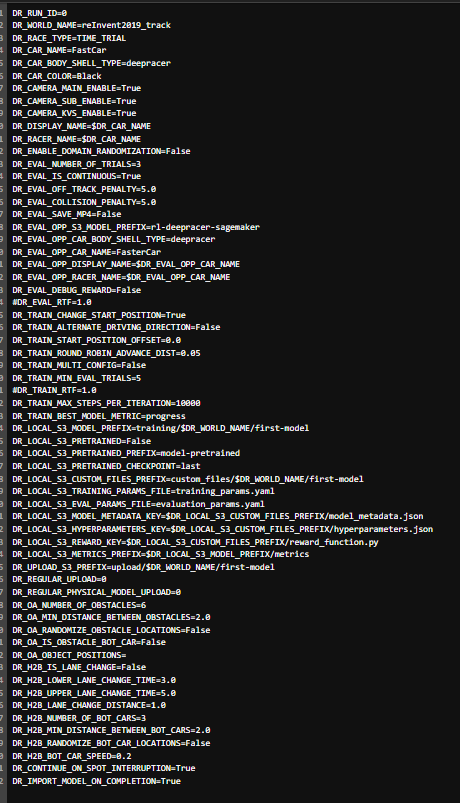 DR_RUN_ID=0
DR_WORLD_NAME=reInvent2019_track
DR_RACE_TYPE=TIME_TRIAL
DR_CAR_NAME=FastCar
DR_CAR_BODY_SHELL_TYPE=deepracer
DR_CAR_COLOR=Black
DR_CAMERA_MAIN_ENABLE=True
DR_CAMERA_SUB_ENABLE=True
DR_CAMERA_KVS_ENABLE=True
DR_DISPLAY_NAME=$DR_CAR_NAME
DR_RACER_NAME=$DR_CAR_NAME
DR_ENABLE_DOMAIN_RANDOMIZATION=False
DR_EVAL_NUMBER_OF_TRIALS=3
DR_EVAL_IS_CONTINUOUS=True
DR_EVAL_OFF_TRACK_PENALTY=5.0
DR_EVAL_COLLISION_PENALTY=5.0
DR_EVAL_SAVE_MP4=False
DR_EVAL_OPP_S3_MODEL_PREFIX=rl-deepracer-sagemaker
DR_EVAL_OPP_CAR_BODY_SHELL_TYPE=deepracer
DR_EVAL_OPP_CAR_NAME=FasterCar
DR_EVAL_OPP_DISPLAY_NAME=$DR_EVAL_OPP_CAR_NAME
DR_EVAL_OPP_RACER_NAME=$DR_EVAL_OPP_CAR_NAME
DR_EVAL_DEBUG_REWARD=False
#DR_EVAL_RTF=1.0
DR_TRAIN_CHANGE_START_POSITION=True
DR_TRAIN_ALTERNATE_DRIVING_DIRECTION=False
DR_TRAIN_START_POSITION_OFFSET=0.0
DR_TRAIN_ROUND_ROBIN_ADVANCE_DIST=0.05
DR_TRAIN_MULTI_CONFIG=False
DR_TRAIN_MIN_EVAL_TRIALS=5
#DR_TRAIN_RTF=1.0
DR_TRAIN_MAX_STEPS_PER_ITERATION=10000
DR_TRAIN_BEST_MODEL_METRIC=progress
DR_LOCAL_S3_MODEL_PREFIX=training/$DR_WORLD_NAME/first-model
DR_LOCAL_S3_PRETRAINED=False
DR_LOCAL_S3_PRETRAINED_PREFIX=model-pretrained
DR_LOCAL_S3_PRETRAINED_CHECKPOINT=last
DR_LOCAL_S3_CUSTOM_FILES_PREFIX=custom_files/$DR_WORLD_NAME/first-model
DR_LOCAL_S3_TRAINING_PARAMS_FILE=training_params.yaml
DR_LOCAL_S3_EVAL_PARAMS_FILE=evaluation_params.yaml
DR_LOCAL_S3_MODEL_METADATA_KEY=$DR_LOCAL_S3_CUSTOM_FILES_PREFIX/model_metadata.json
DR_LOCAL_S3_HYPERPARAMETERS_KEY=$DR_LOCAL_S3_CUSTOM_FILES_PREFIX/hyperparameters.json
DR_LOCAL_S3_REWARD_KEY=$DR_LOCAL_S3_CUSTOM_FILES_PREFIX/reward_function.py
DR_LOCAL_S3_METRICS_PREFIX=$DR_LOCAL_S3_MODEL_PREFIX/metrics
DR_UPLOAD_S3_PREFIX=upload/$DR_WORLD_NAME/first-model
DR_REGULAR_UPLOAD=0
DR_REGULAR_PHYSICAL_MODEL_UPLOAD=0
DR_OA_NUMBER_OF_OBSTACLES=6
DR_OA_MIN_DISTANCE_BETWEEN_OBSTACLES=2.0
DR_OA_RANDOMIZE_OBSTACLE_LOCATIONS=False
DR_OA_IS_OBSTACLE_BOT_CAR=False
DR_OA_OBJECT_POSITIONS=
DR_H2B_IS_LANE_CHANGE=False
DR_H2B_LOWER_LANE_CHANGE_TIME=3.0
DR_H2B_UPPER_LANE_CHANGE_TIME=5.0
DR_H2B_LANE_CHANGE_DISTANCE=1.0
DR_H2B_NUMBER_OF_BOT_CARS=3
DR_H2B_MIN_DISTANCE_BETWEEN_BOT_CARS=2.0
DR_H2B_RANDOMIZE_BOT_CAR_LOCATIONS=False
DR_H2B_BOT_CAR_SPEED=0.2
DR_CONTINUE_ON_SPOT_INTERRUPTION=True
DR_IMPORT_MODEL_ON_COMPLETION=True